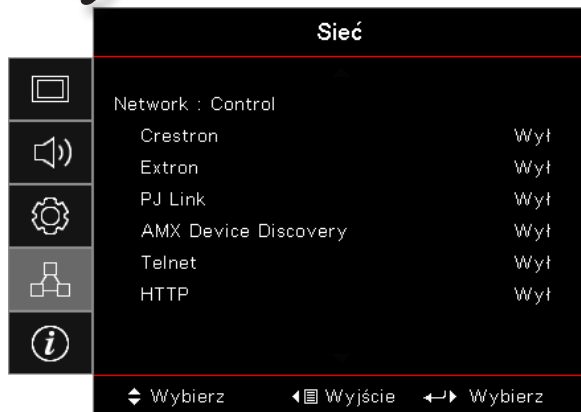 Sieć
Network : Control
Crestron Wył
Extron Wył
PJ Link Wył
AMX Device Discovery Wył
Telnet Wył
HTTP Wył
Wybierz Wyjście Wybierz